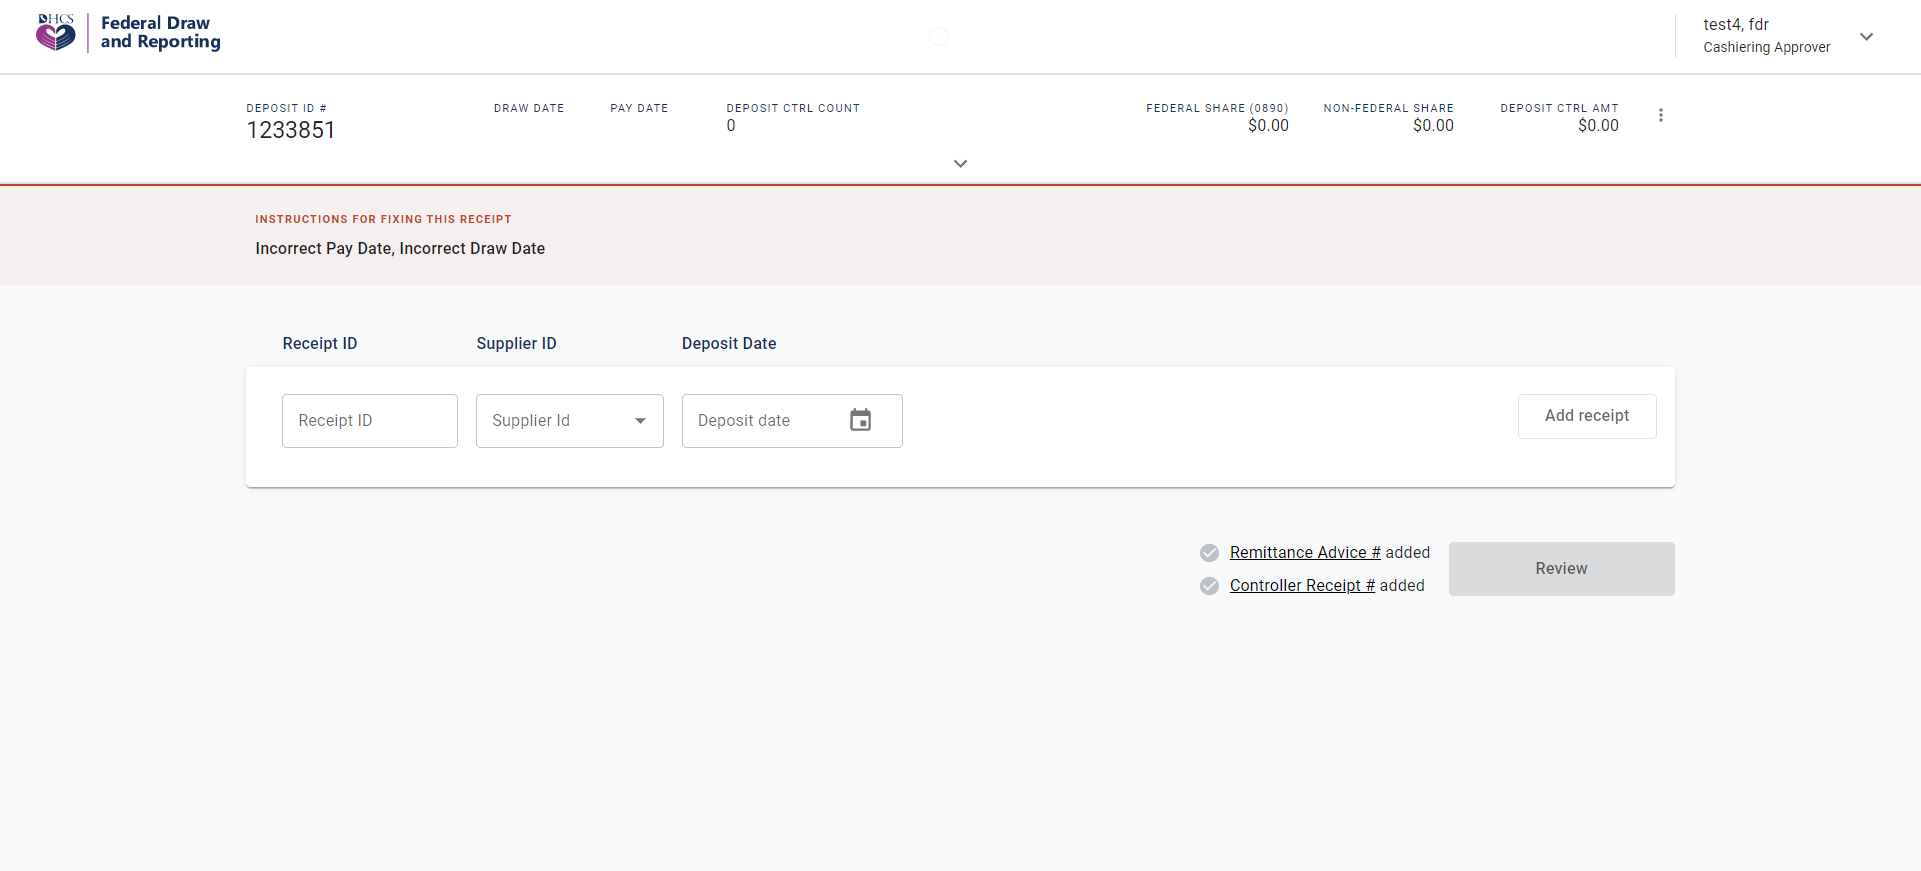 DHCS
Federal Draw
and Reporting
test4, fdr
Cashiering Approver
DEPOSIT ID #
1233851
DRAW DATE
PAY DATE
DEPOSIT CTRL COUNT
0
FEDERAL SHARE (0890)
$0.00
NON-FEDERAL SHARE
$0.00
DEPOSIT CTRL AMT
$0.00
INSTRUCTIONS FOR FIXING THIS RECEIPT
Incorrect Pay Date, Incorrect Draw Date
Receipt ID
Supplier ID
Deposit Date
Receipt ID
Supplier Id
Deposit date
Add receipt
Remittance Advice # added
Controller Receipt # added
Review